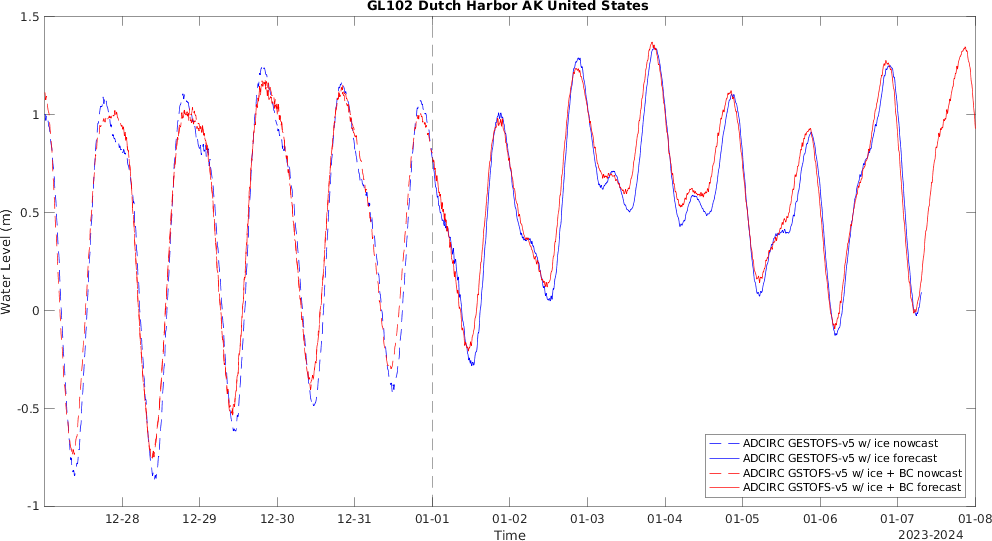 GL102 Dutch Harbor AK United States
1.5
1
0.5
0
-0.5
-1
Water Level (m)
ADCIRC GESTOFS-v5 w/ ice nowcast
ADCIRC GESTOFS-v5 w/ ice forecast
ADCIRC GSTOFS-v5 w/ ice + BC nowcast
ADCIRC GSTOFS-v5 w/ ice + BC forecast
12-28 12-29 12-30 12-31 01-01 01-02 01-03 01-04 01-05 01-06 01-07 01-08
Time
2023-2024